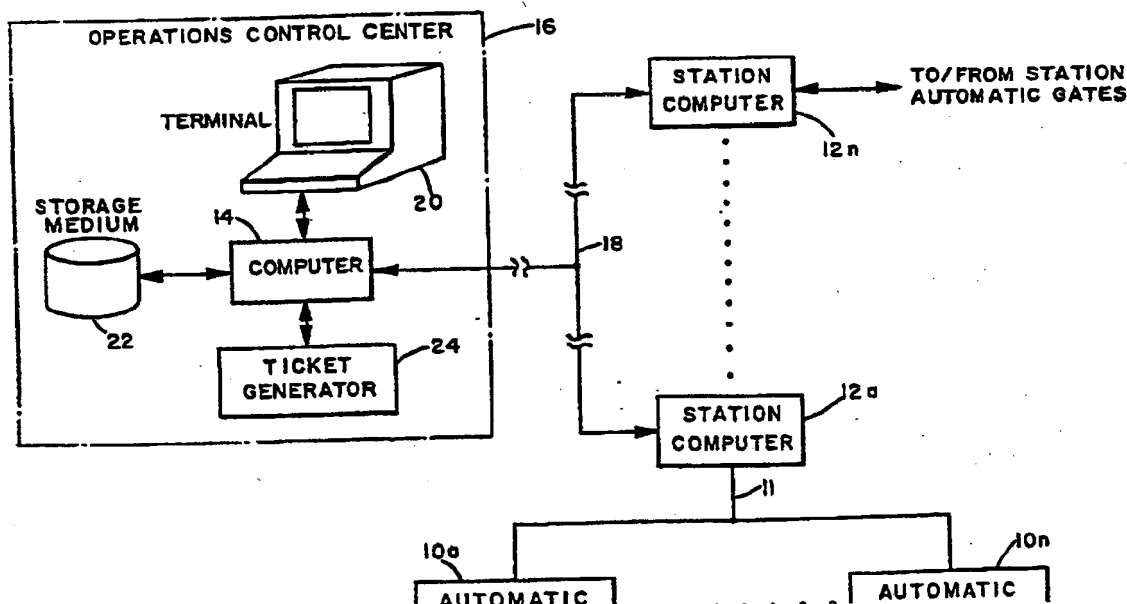 OPERATIONS CONTROL CENTER
16
TERMINAL
20
STORAGE
MEDIUM
22
14
COMPUTER
TICKET
GENERATOR
24
18
STATION
COMPUTER
12n
TO/FROM STATION
AUTOMATIC GATES
STATION
COMPUTER
12a
11
10a
AUTOMATIC
10n
AUTOMATIC